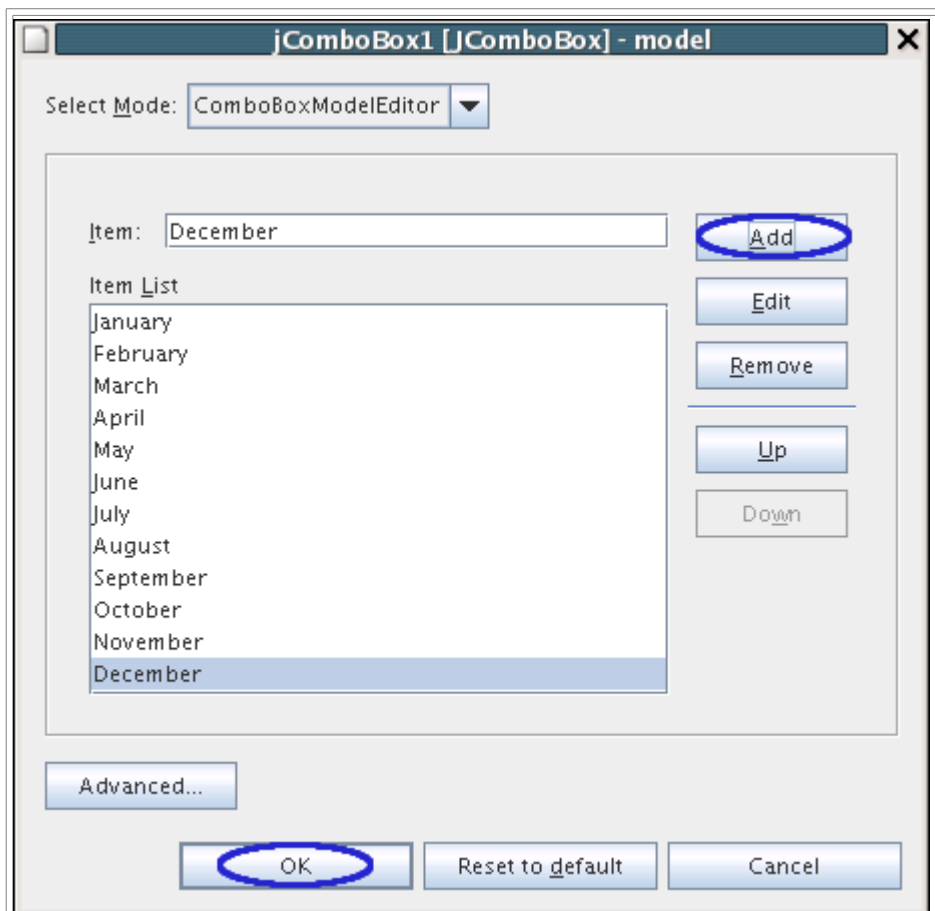 jComboBox1 [JComboBox] - model
Select Mode: ComboBoxModelEditor
Item: December
Add
Item List
Edit
January
February
March
Remove
April
May
Up
June
July
Down
August
September
October
November
December
Advanced...
OK Reset to default Cancel